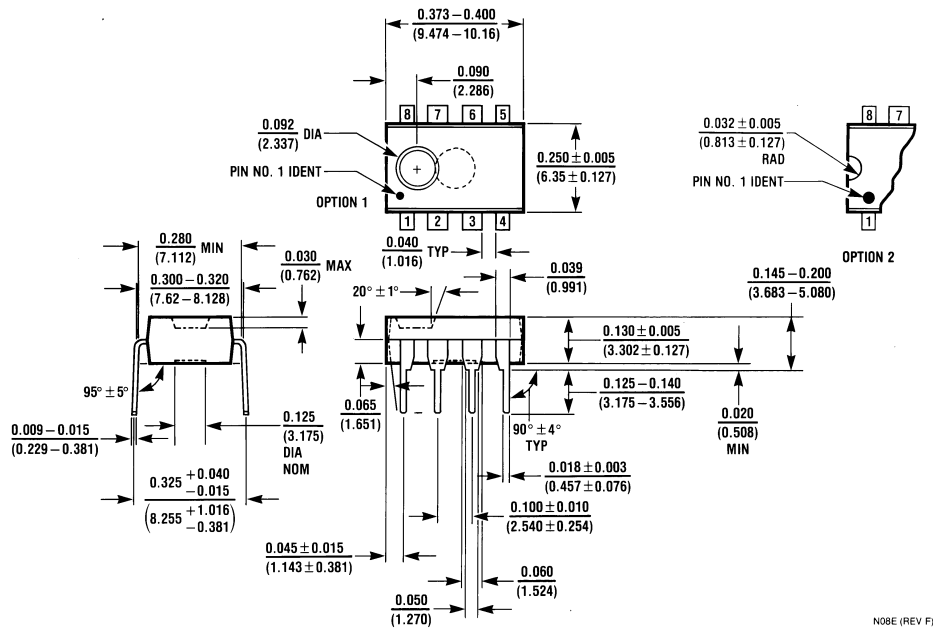 0.373 – 0.400
(9.474 – 10.16)
0.090
(2.286)
8 7 6 5
0.092 DIA
(2.337)
PIN NO. 1 IDENT
OPTION 1
1 2 3 4
0.250 ± 0.005
(6.35 ± 0.127)
8 7
0.032 ± 0.005
(0.813 ± 0.127)
RAD
PIN NO. 1 IDENT
1
OPTION 2
0.280 MIN
(7.112)
0.300 – 0.320
(7.62 – 8.128)
0.030 MAX
(0.762)
0.040 TYP
(1.016)
0.039
(0.991)
20° ± 1°
0.145 – 0.200
(3.683 – 5.080)
0.130 ± 0.005
(3.302 ± 0.127)
0.125 – 0.140
(3.175 – 3.556)
0.020
(0.508)
MIN
95° ± 5°
0.009 – 0.015
(0.229 – 0.381)
0.125
(3.175)
DIA
NOM
0.065
(1.651)
90° ± 4°
TYP
0.018 ± 0.003
(0.457 ± 0.076)
0.325 +0.040
−0.015
(8.255 +1.016
−0.381)
0.100 ± 0.010
(2.540 ± 0.254)
0.045 ± 0.015
(1.143 ± 0.381)
0.060
(1.524)
0.050
(1.270)
N08E (REV F)